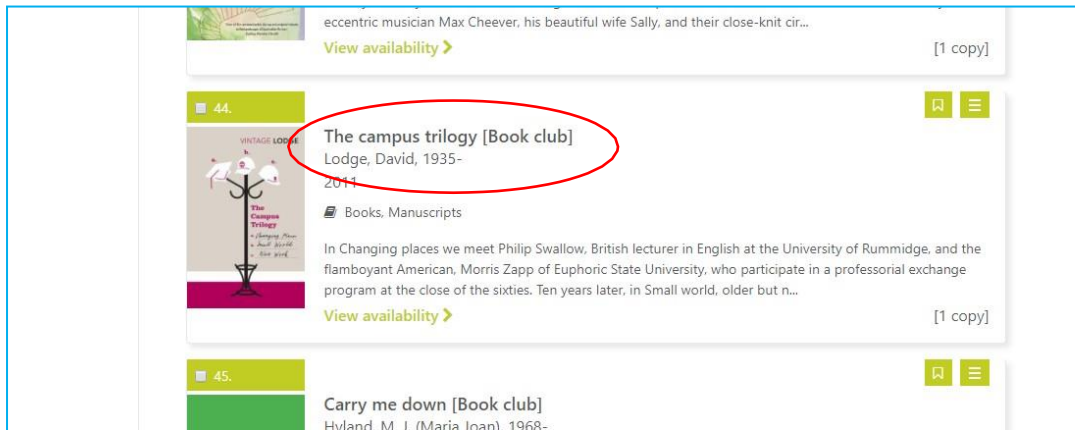 eccentric musician Max Cheever, his beautiful wife Sally, and their close-knit cir...
View availability
[1 copy]
44.
VINTAGE LODGE
The
Campus
Trilogy
The campus trilogy [Book club]
Lodge, David, 1935-
2011
Books, Manuscripts
In Changing places we meet Philip Swallow, British lecturer in English at the University of Rummidge, and the
flamboyant American, Morris Zapp of Euphoric State University, who participate in a professorial exchange
program at the close of the sixties. Ten years later, in Small world, older but n...
View availability
[1 copy]
45.
Carry me down [Book club]
Hyland, M. J. (Maria Joan), 1968-